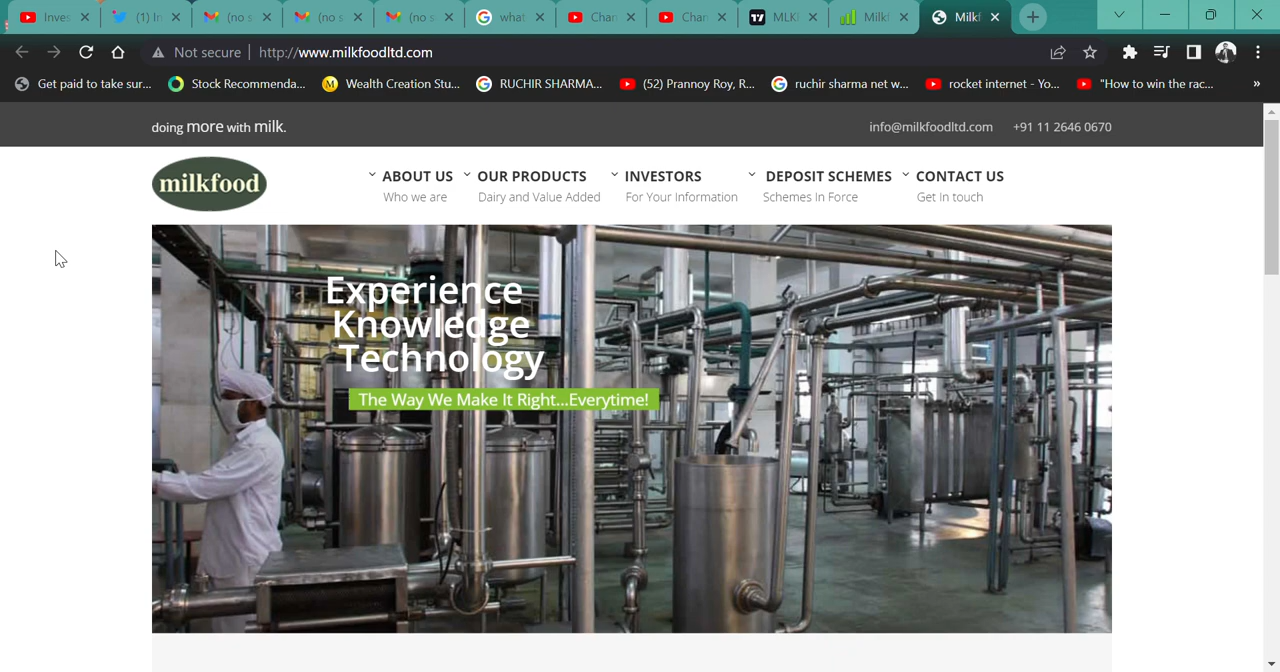 Inves
(1) In
(no s
(no s
(no s
what
Chan
Chan
MLKF
Milkf
Milkf
Not secure
http://www.milkfoodltd.com
Get paid to take sur...
Stock Recommenda...
Wealth Creation Stu...
RUCHIR SHARMA...
(52) Prannoy Roy, R...
ruchir sharma net w...
rocket internet - Yo...
"How to win the rac...
»
doing more with milk.
info@milkfoodltd.com
+91 11 2646 0670
milkfood
ABOUT US
Who we are
OUR PRODUCTS
Dairy and Value Added
INVESTORS
For Your Information
DEPOSIT SCHEMES
Schemes In Force
CONTACT US
Get In touch
Experience
Knowledge
Technology
The Way We Make It Right...Everytime!